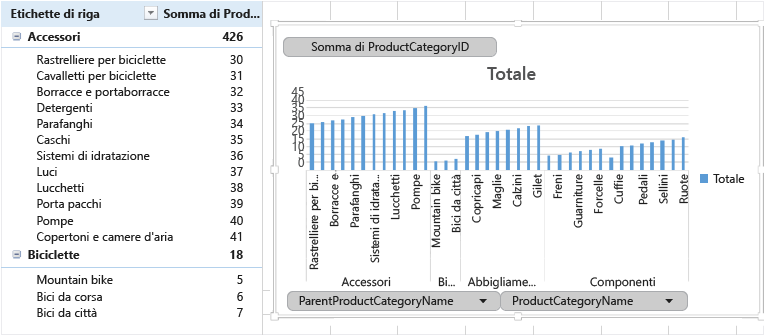 Etichette di riga Somma di Prod...
Accessori 426
Rastrelliere per biciclette 30
Cavalletti per biciclette 31
Borracce e portaborracce 32
Detergenti 33
Parafanghi 34
Caschi 35
Sistemi di idratazione 36
Luci 37
Lucchetti 38
Porta pacchi 39
Pompe 40
Copertoni e camere d'aria 41
Biciclette 18
Mountain bike 5
Bici da corsa 6
Bici da città 7
Somma di ProductCategoryID
Totale
45
40
35
30
25
20
15
10
5
0
Rastrelliere per bi...
Borracce e
Parafanghi
Sistemi di idrata...
Lucchetti
Pompe
Mountain bike
Bici da città
Copricapi
Maglie
Calzini
Gilet
Freni
Guarniture
Forcelle
Cuffie
Pedali
Sellini
Ruote
Accessori Bi... Abbigliame... Componenti
Totale
ParentProductCategoryName ProductCategoryName